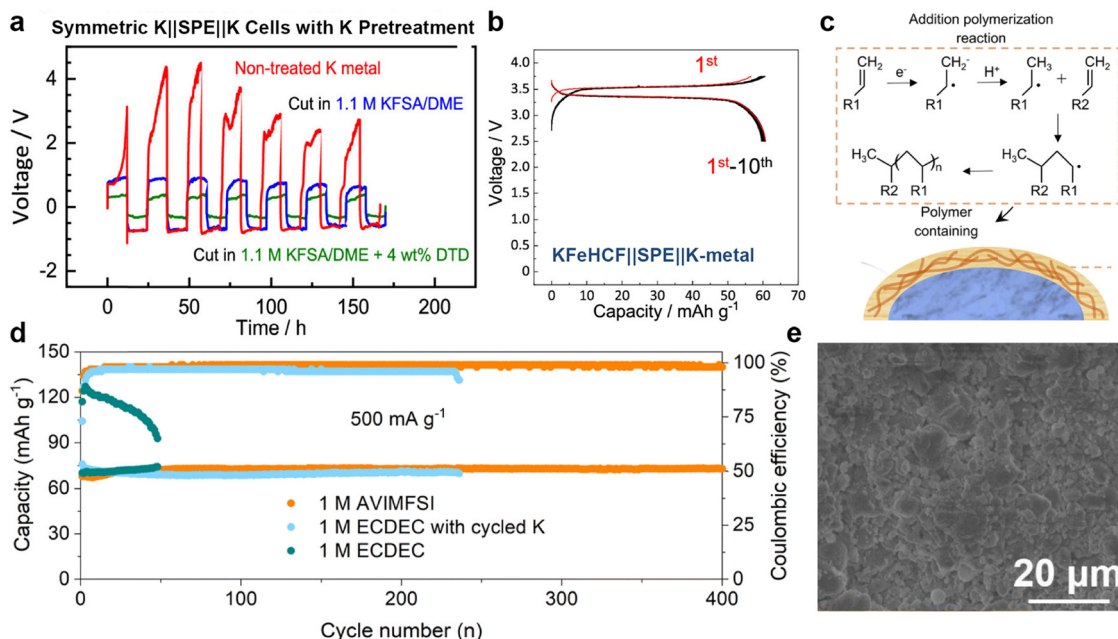 a
Symmetric K||SPE||K Cells with K Pretreatment
Voltage / V
4
2
0
-2
Non-treated K metal
Cut in 1.1 M KFSA/DME
Cut in 1.1 M KFSA/DME + 4 wt% DTD
0 50 100 150 200
Time / h
b
Voltage / V
4.0
3.5
3.0
2.5
2.0
1.5
1.0
0.5
0
1st
1st-10th
KFeHCF||SPE||K-metal
0 10 20 30 40 50 60 70
Capacity / mAh g-1
c
Addition polymerization
reaction
CH2 e- CH2- H+ CH3 + CH2
R1 R1 R1 R2
H3C n H3C
R2 R1 R2 R1
Polymer
containing
d
Capacity (mAh g-1)
150
120
90
60
30
0
500 mA g-1
1 M AVIMFSI
1 M ECDEC with cycled K
1 M ECDEC
100
75
50
25
0
Coulombic efficiency (%)
0 100 200 300 400
Cycle number (n)
e
20 μm